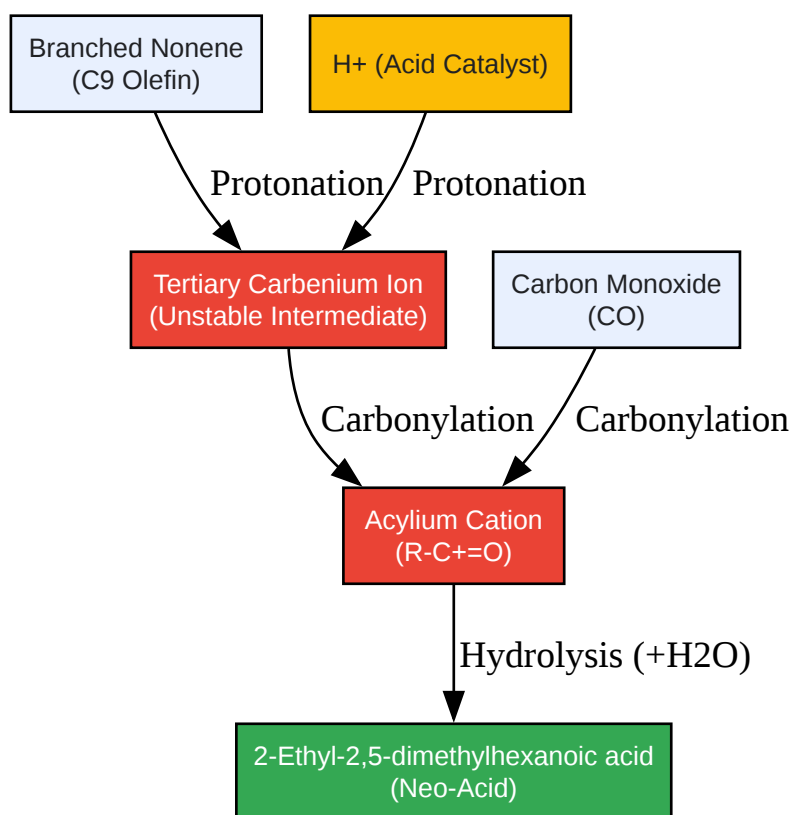 Branched Nonene
(C9 Olefin)
H+ (Acid Catalyst)
Protonation
Protonation
Tertiary Carbenium Ion
(Unstable Intermediate)
Carbon Monoxide
(CO)
Carbonylation
Carbonylation
Acylium Cation
(R-C+=O)
Hydrolysis (+H2O)
2-Ethyl-2,5-dimethylhexanoic acid
(Neo-Acid)